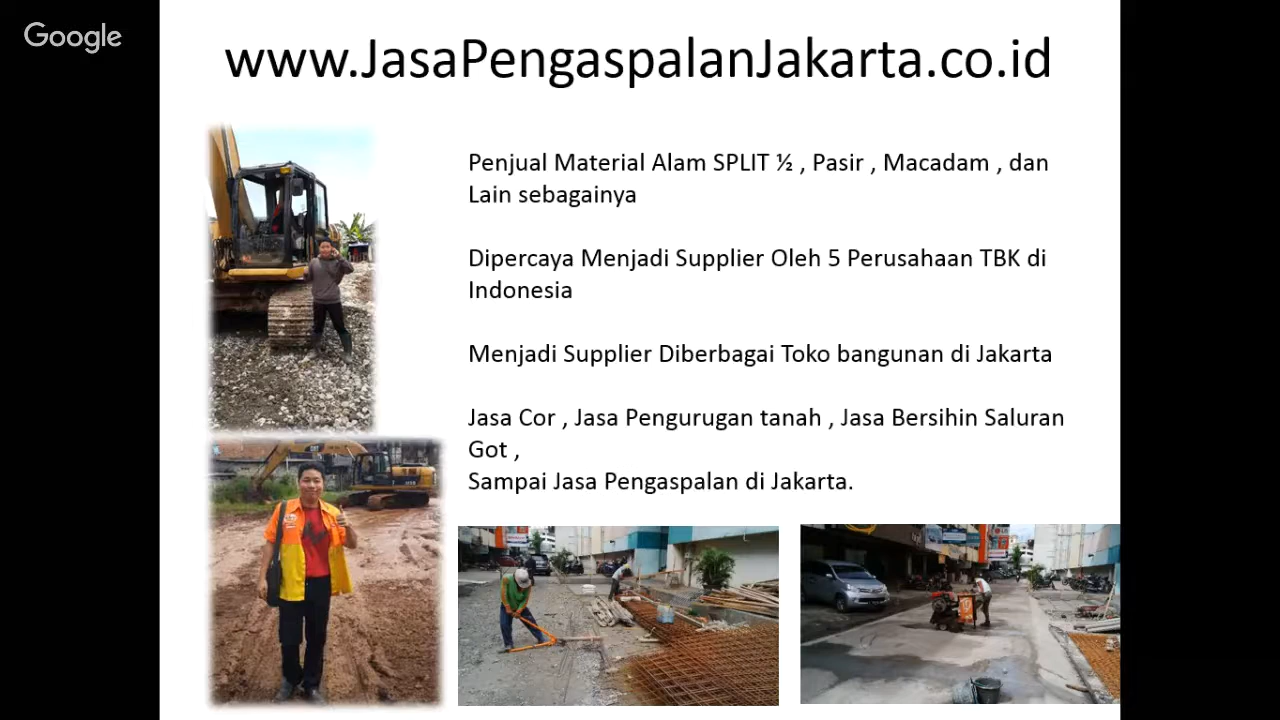 Google
www.JasaPengaspalanJakarta.co.id
Penjual Material Alam SPLIT ½ , Pasir , Macadam , dan
Lain sebagainya
Dipercaya Menjadi Supplier Oleh 5 Perusahaan TBK di
Indonesia
Menjadi Supplier Diberbagai Toko bangunan di Jakarta
Jasa Cor , Jasa Pengurugan tanah , Jasa Bersihin Saluran
Got ,
Sampai Jasa Pengaspalan di Jakarta.